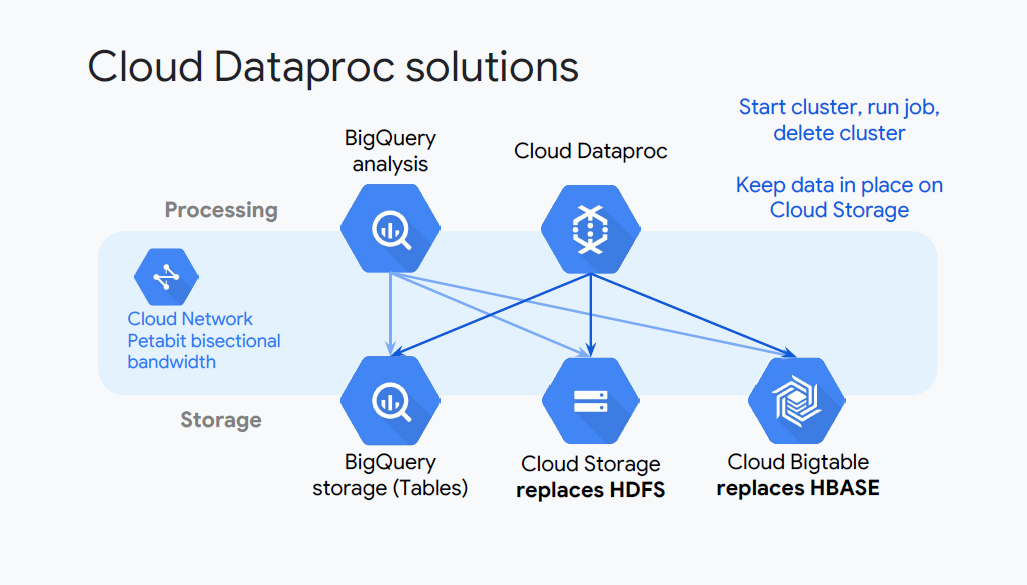 Cloud Dataproc solutions
Start cluster, run job,
delete cluster
BigQuery
analysis
Cloud Dataproc
Keep data in place on
Cloud Storage
Processing
Cloud Network
Petabit bisectional
bandwidth
Storage
BigQuery
storage (Tables)
Cloud Storage
replaces HDFS
Cloud Bigtable
replaces HBASE